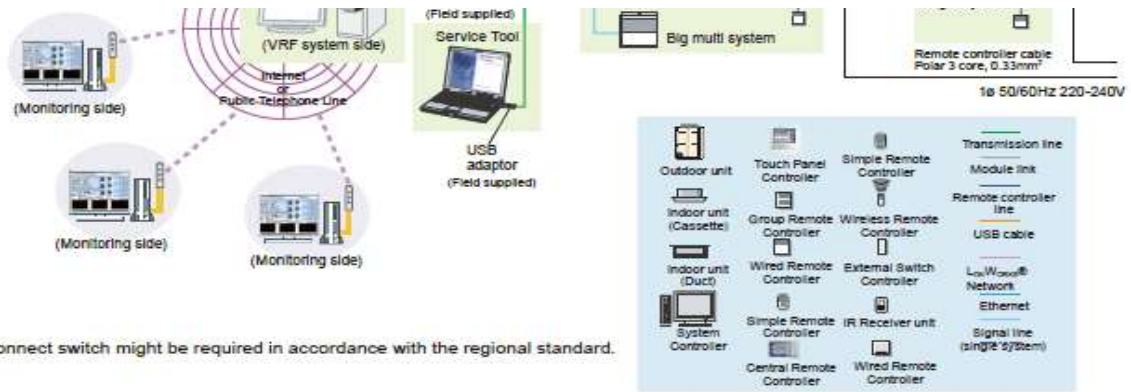 (Field supplied)
(VRF system side)
Service Tool
Big multi system
Internet
or
Public Telephone Line
(Monitoring side)
Remote controller cable
Polar 3 core, 0.33mm²
1ø 50/60Hz 220-240V
USB
adaptor
(Field supplied)
(Monitoring side)
(Monitoring side)
Outdoor unit
Touch Panel
Controller
Simple Remote
Controller
Transmission line
Module link
Indoor unit
(Cassette)
Group Remote
Controller
Wireless Remote
Controller
Remote controller
line
USB cable
Indoor unit
(Duct)
Wired Remote
Controller
External Switch
Controller
LonWorks®
Network
Ethernet
System
Controller
Simple Remote
Controller
IR Receiver unit
Signal line
(single system)
Central Remote
Controller
Wired Remote
Controller
onnect switch might be required in accordance with the regional standard.